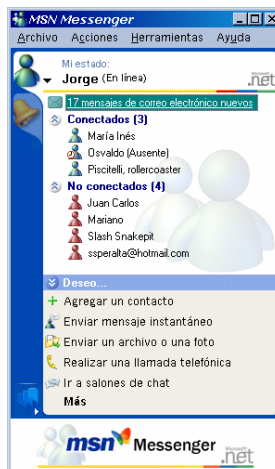 MSN Messenger
Archivo Acciones Herramientas Ayuda
Mi estado:
Jorge (En línea)
.net
17 mensajes de correo electrónico nuevos
Conectados (3)
María Inés
Osvaldo (Ausente)
Piscitelli, rollercoaster
No conectados (4)
Juan Carlos
Mariano
Slash Snakepit
ssperalta@hotmail.com
Deseo...
Agregar un contacto
Enviar mensaje instantáneo
Enviar un archivo o una foto
Realizar una llamada telefónica
Ir a salones de chat
Más
msn Messenger .net